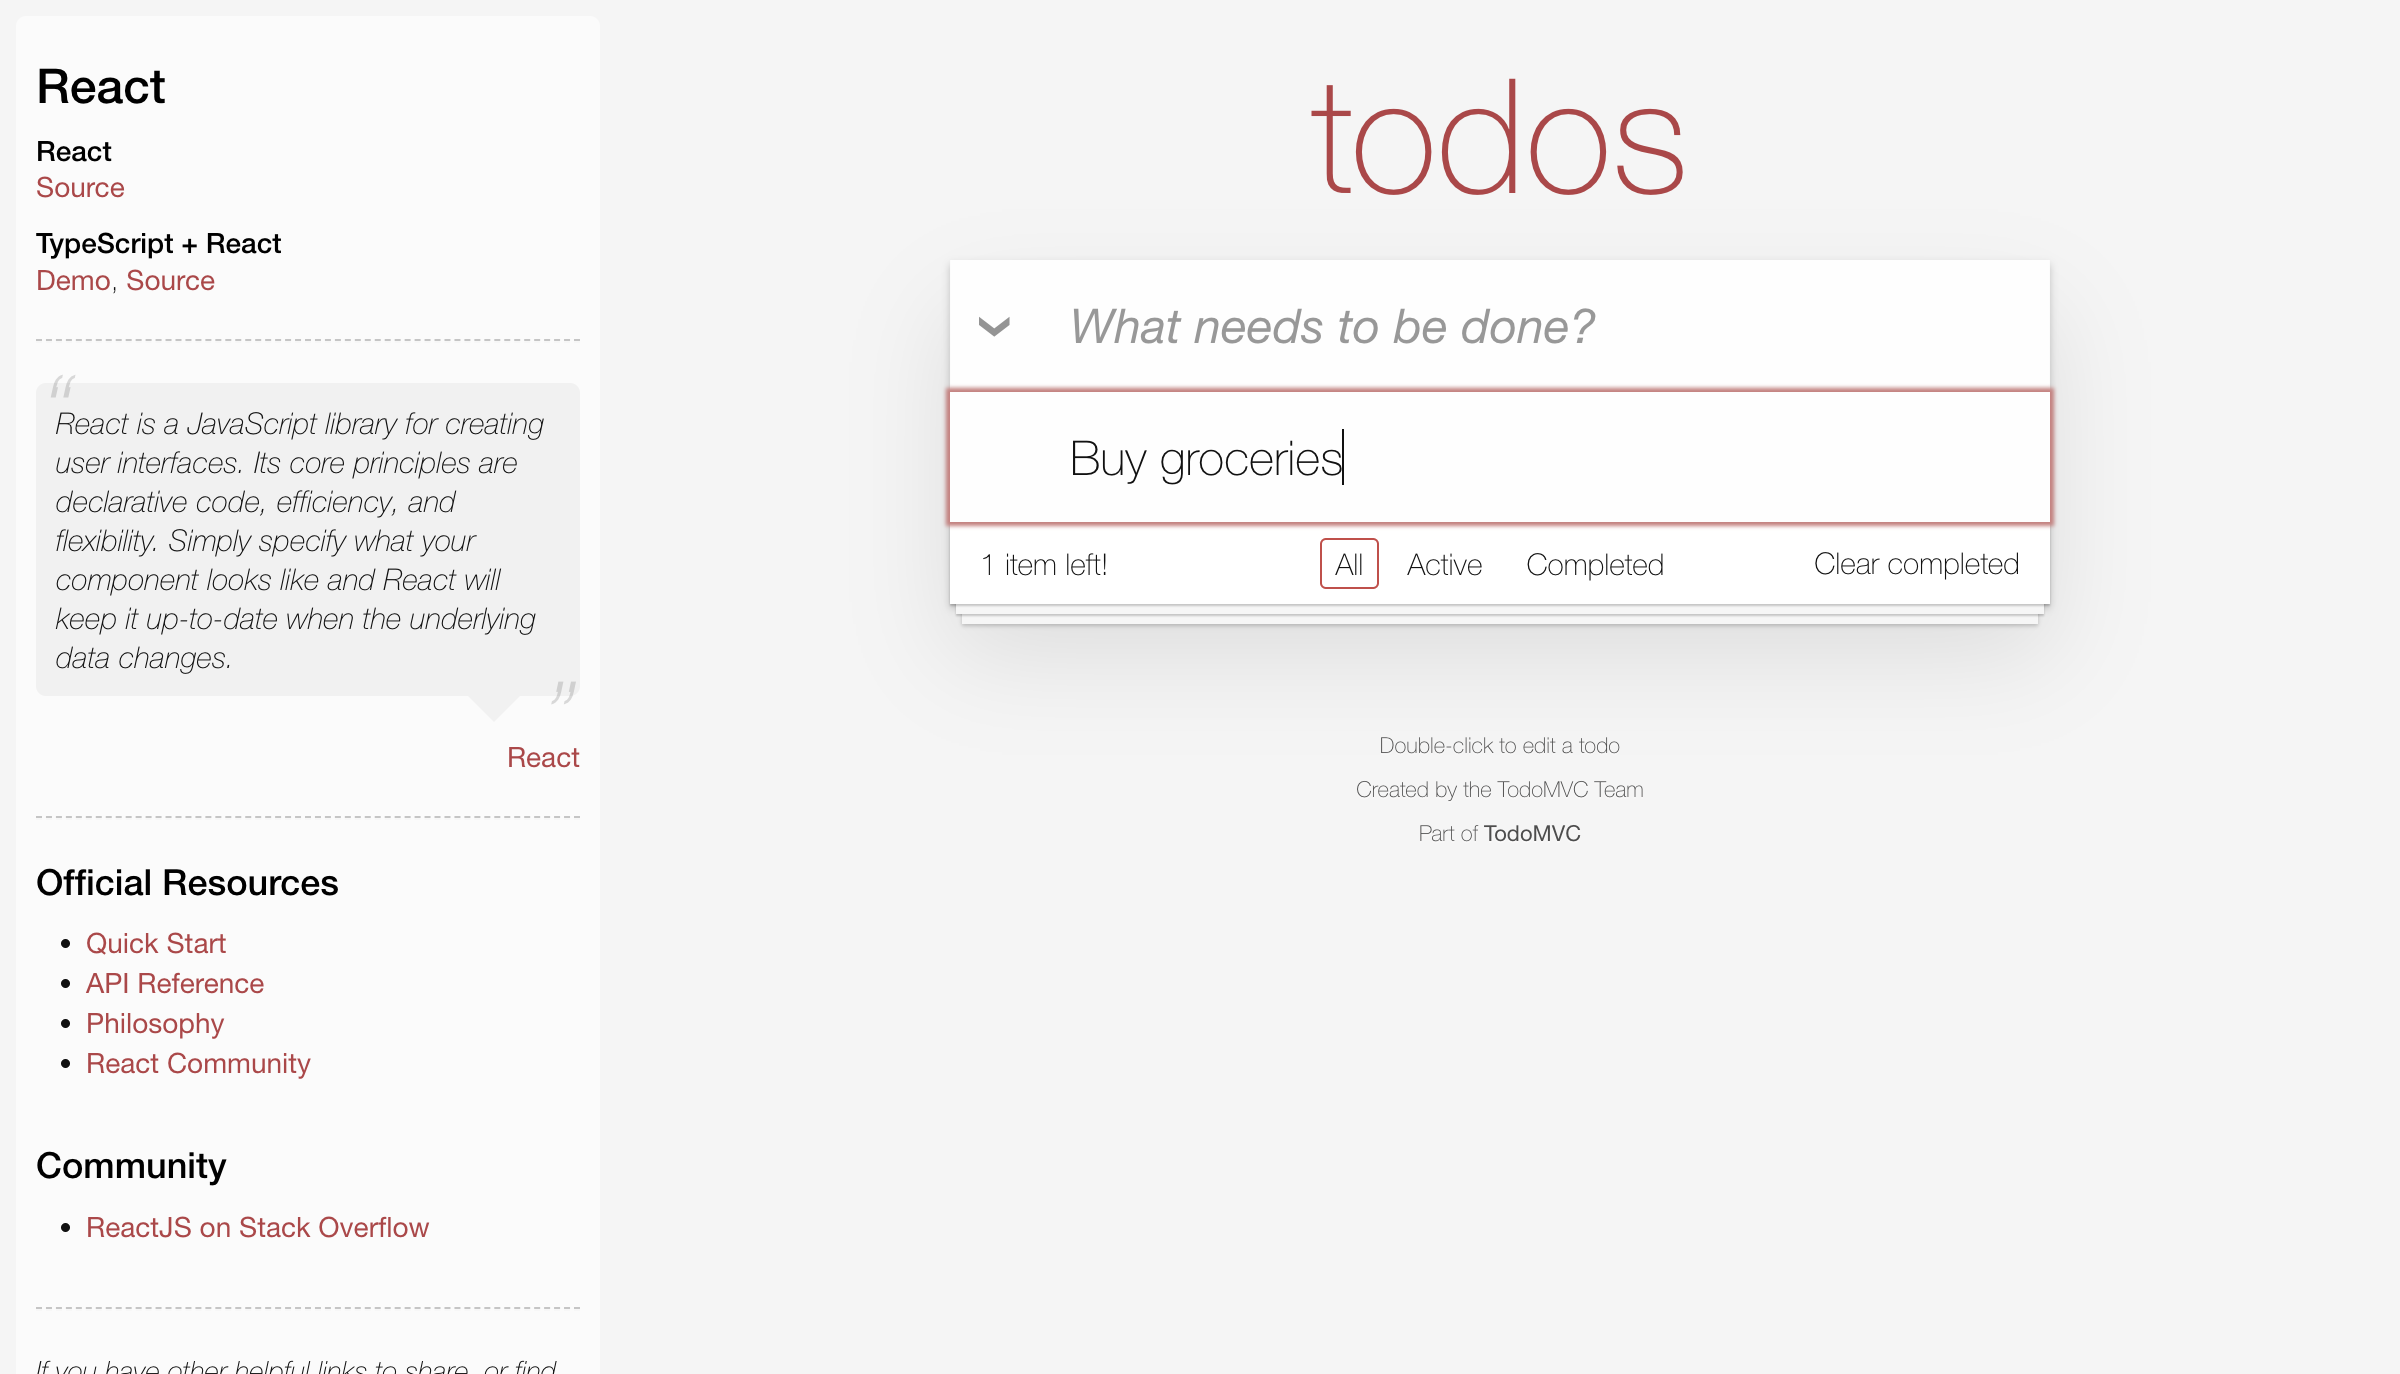 React
React
Source
TypeScript + React
Demo, Source
“
React is a JavaScript library for creating
user interfaces. Its core principles are
declarative code, efficiency, and
flexibility. Simply specify what your
component looks like and React will
keep it up-to-date when the underlying
data changes.
”
React
Official Resources
• Quick Start
• API Reference
• Philosophy
• React Community
Community
• ReactJS on Stack Overflow
If you have other helpful links to share, or find
todos
What needs to be done?
Buy groceries
1 item left! All Active Completed Clear completed
Double-click to edit a todo
Created by the TodoMVC Team
Part of TodoMVC